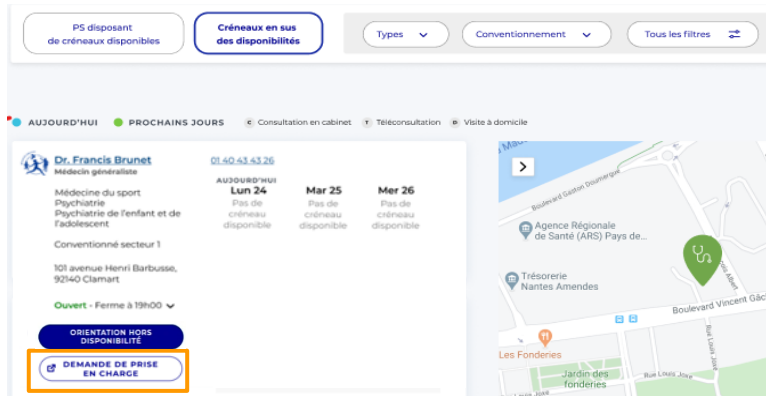 PS disposant
de créneaux disponibles
Créneaux en sus
des disponibilités
Types
Conventionnement
Tous les filtres
AUJOURD'HUI
PROCHAINS JOURS
C Consultation en cabinet
T Téléconsultation
D Visite à domicile
Dr. Francis Brunet
Médecin généraliste
01 40 43 43 26
Médecine du sport
Psychiatrie
Psychiatrie de l'enfant et de
l'adolescent
Conventionné secteur 1
101 avenue Henri Barbusse,
92140 Clamart
Ouvert - Ferme à 19h00
ORIENTATION HORS
DISPONIBILITÉ
DEMANDE DE PRISE
EN CHARGE
AUJOURD'HUI
Lun 24
Pas de
créneau
disponible
Mar 25
Pas de
créneau
disponible
Mer 26
Pas de
créneau
disponible
Boulevard Gaston Doumergue
Agence Régionale
de Santé (ARS) Pays de...
Trésorerie
Nantes Amendes
Boulevard Vincent Gâc
Les Fonderies
Jardin des
fonderies
Rue Louis Joxe
Rue Louis Joxe